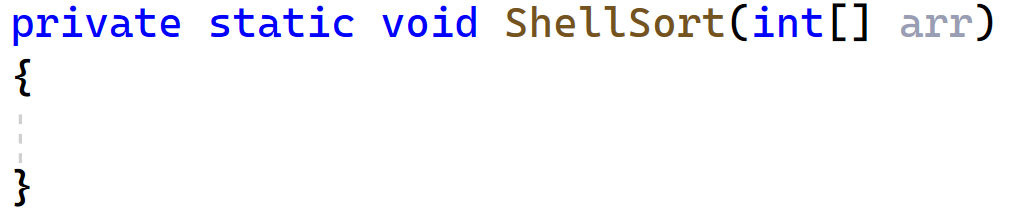 private static void ShellSort(int[] arr)
{
}